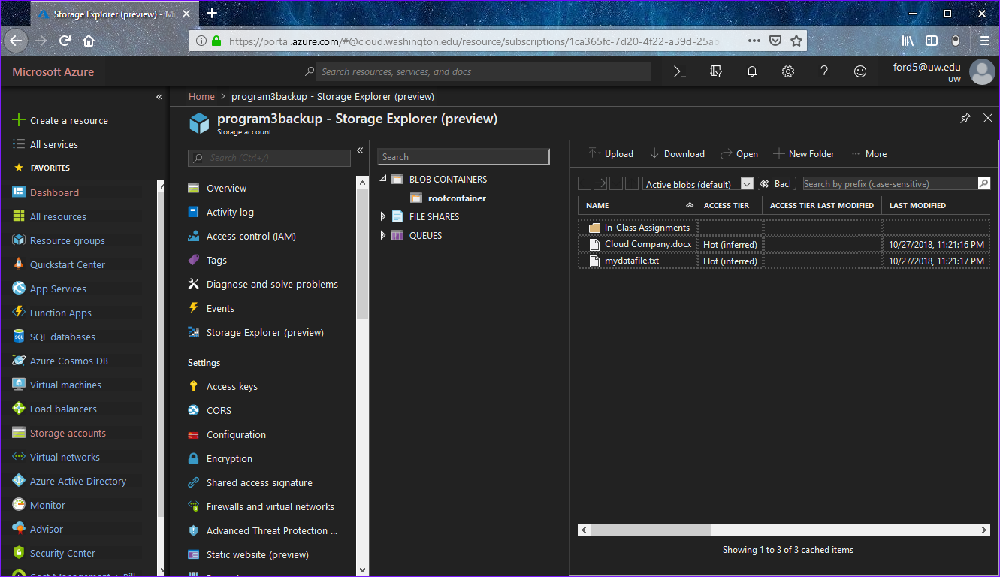 Storage Explorer (preview) - Mi
https://portal.azure.com/#@cloud.washington.edu/resource/subscriptions/1ca365fc-7d20-4f22-a39d-25ab
Microsoft Azure
Search resources, services, and docs
ford5@uw.edu
UW
Home > program3backup - Storage Explorer (preview)
program3backup - Storage Explorer (preview)
Storage account
Create a resource
All services
FAVORITES
Dashboard
All resources
Resource groups
Quickstart Center
App Services
Function Apps
SQL databases
Azure Cosmos DB
Virtual machines
Load balancers
Storage accounts
Virtual networks
Azure Active Directory
Monitor
Advisor
Security Center
Search (Ctrl+/)
Overview
Activity log
Access control (IAM)
Tags
Diagnose and solve problems
Events
Storage Explorer (preview)
Settings
Access keys
CORS
Configuration
Encryption
Shared access signature
Firewalls and virtual networks
Advanced Threat Protection ...
Static website (preview)
Search
BLOB CONTAINERS
rootcontainer
FILE SHARES
QUEUES
Upload Download Open New Folder ... More
Active blobs (default) Bac Search by prefix (case-sensitive)
NAME ACCESS TIER ACCESS TIER LAST MODIFIED LAST MODIFIED
In-Class Assignments
Cloud Company.docx Hot (inferred) 10/27/2018, 11:21:16 PM
mydatafile.txt Hot (inferred) 10/27/2018, 11:21:17 PM
Showing 1 to 3 of 3 cached items